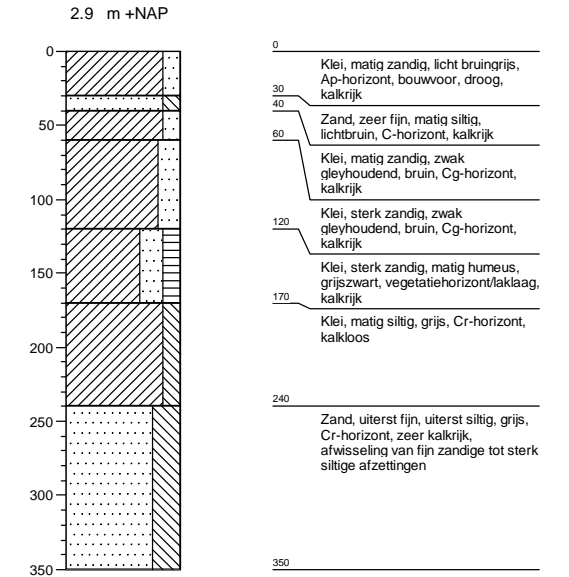 2.9 m +NAP
0
50
100
150
200
250
300
350
0
Klei, matig zandig, licht bruingrijs,
Ap-horizont, bouwvoor, droog,
kalkrijk
30
Zand, zeer fijn, matig siltig,
lichtbruin, C-horizont, kalkrijk
40
Klei, matig zandig, zwak
gleyhoudend, bruin, Cg-horizont,
kalkrijk
60
Klei, sterk zandig, zwak
gleyhoudend, bruin, Cg-horizont,
kalkrijk
120
Klei, sterk zandig, matig humeus,
grijszwart, vegetatiehorizont/laklaag,
kalkrijk
170
Klei, matig siltig, grijs, Cr-horizont,
kalkloos
240
Zand, uiterst fijn, uiterst siltig, grijs,
Cr-horizont, zeer kalkrijk,
afwisseling van fijn zandige tot sterk
siltige afzettingen
350